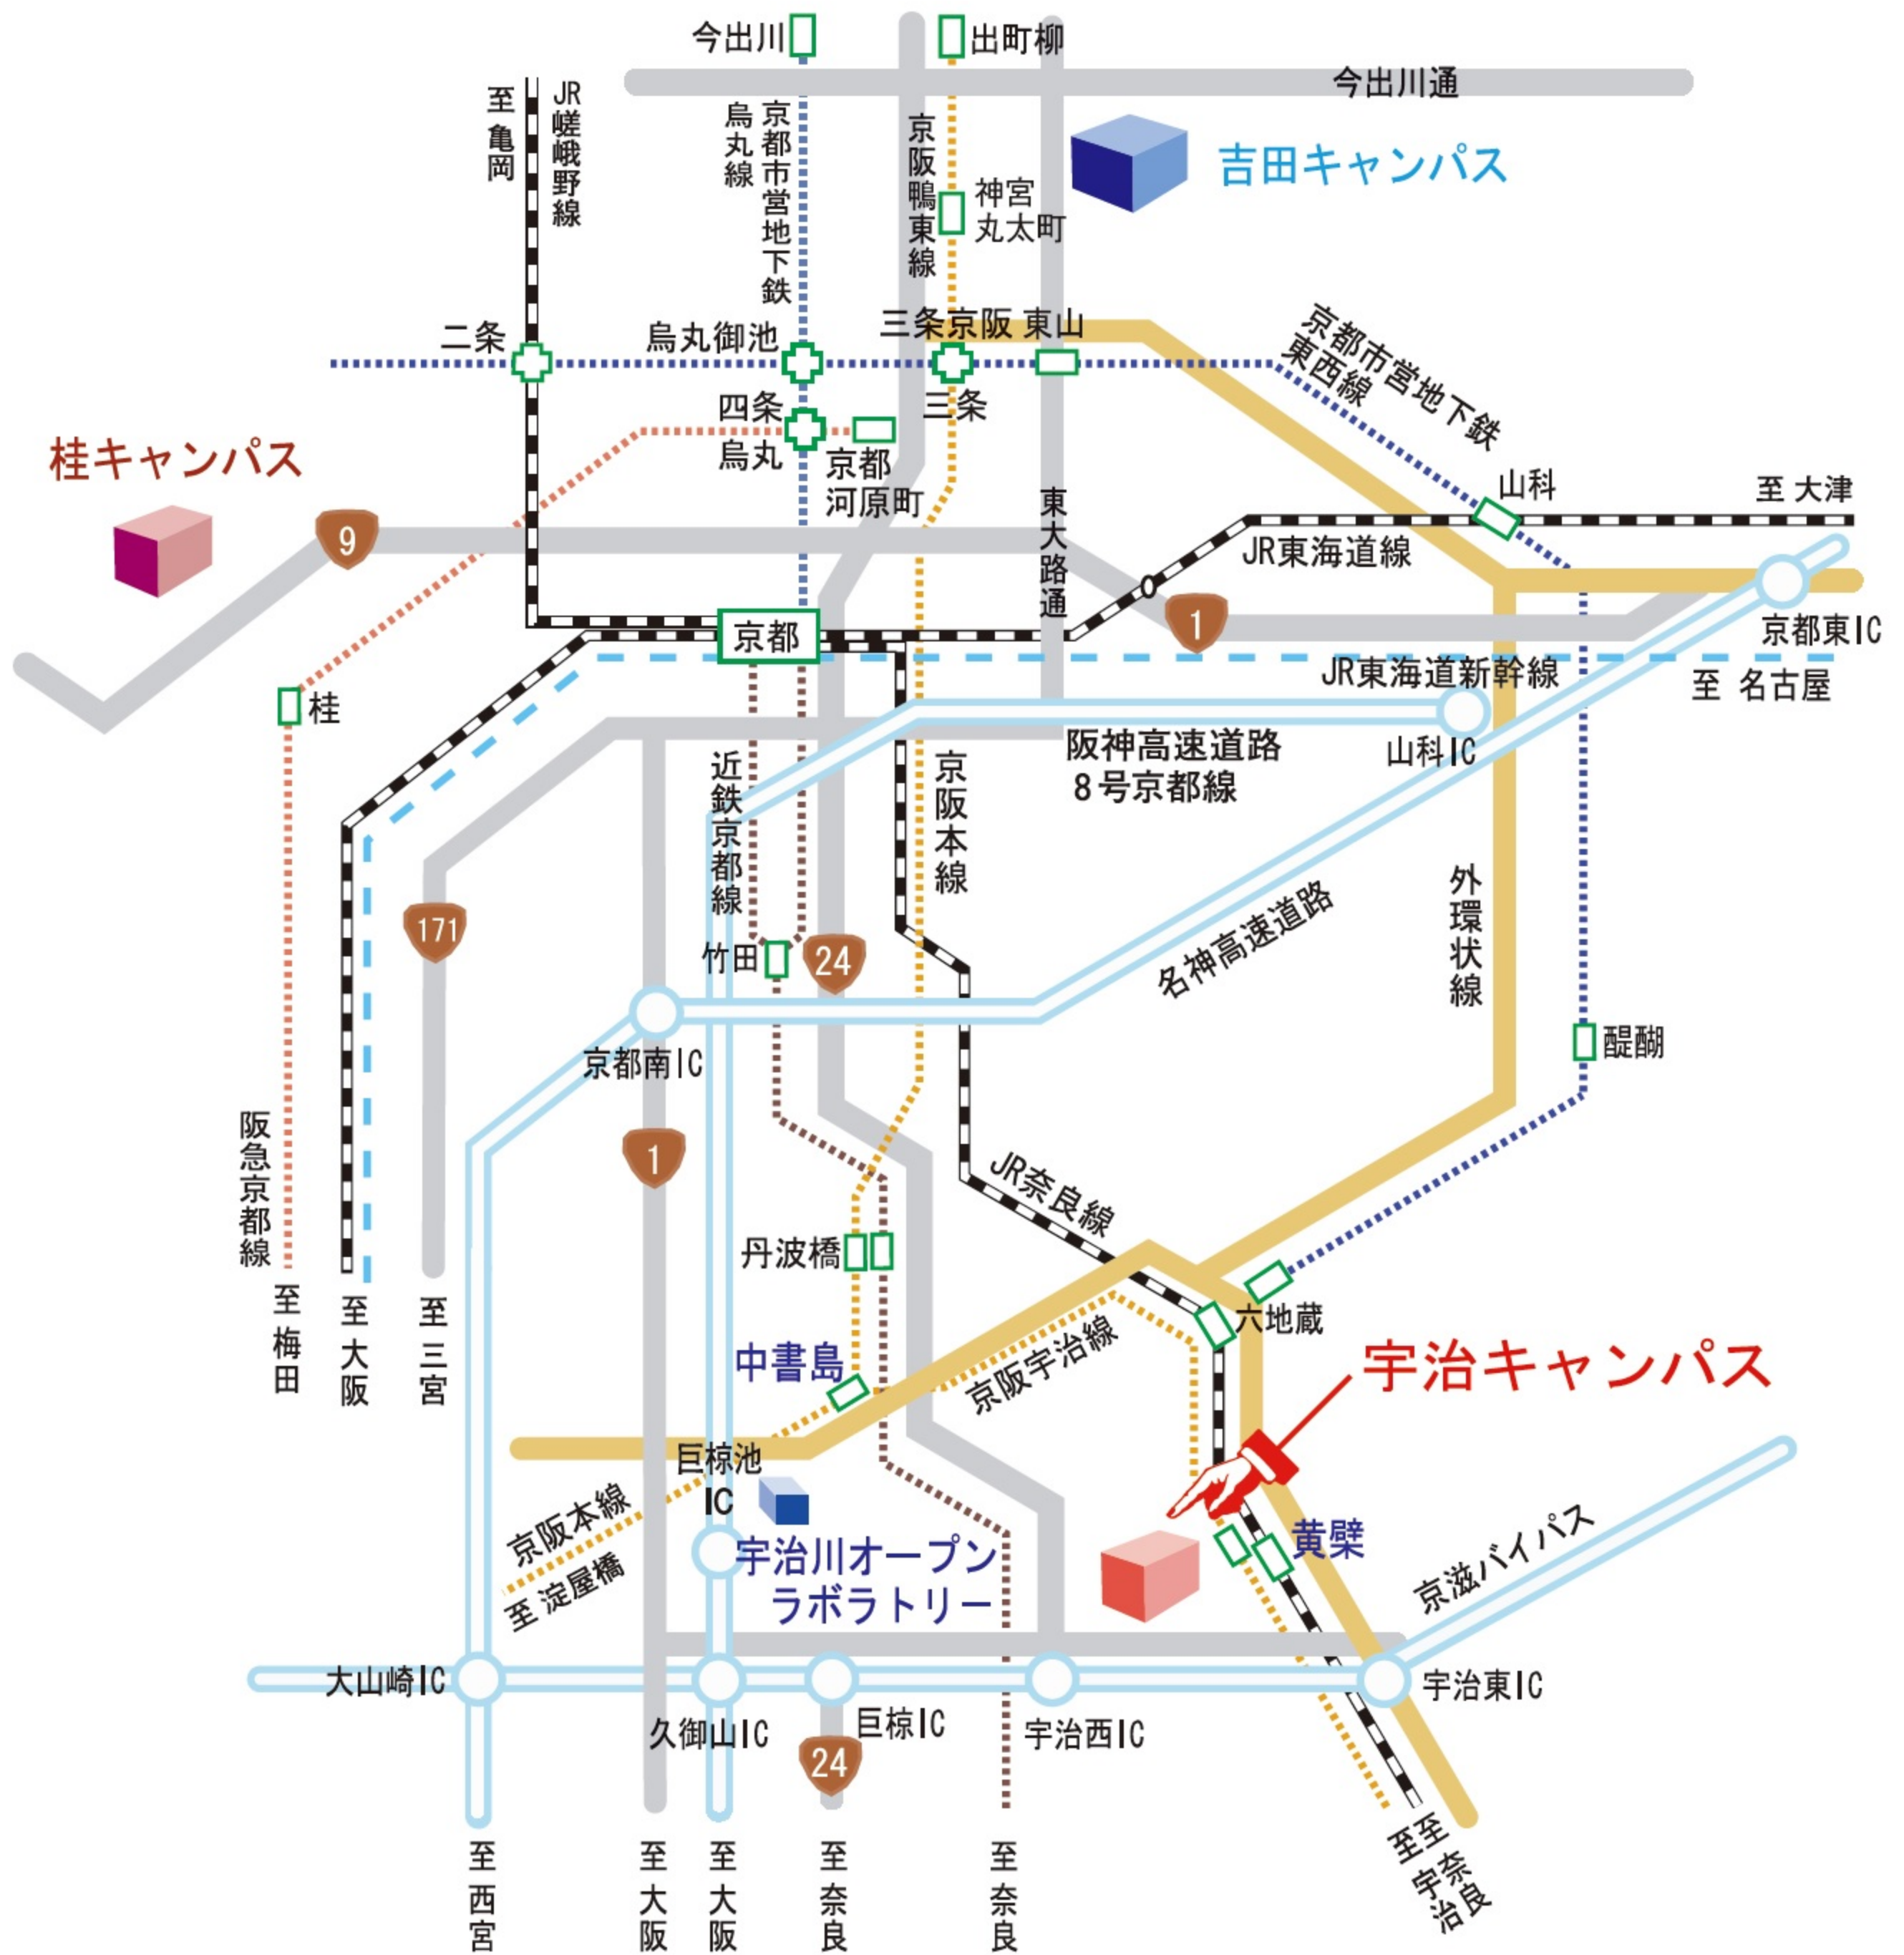 今出川
出町柳
今出川通
至 亀岡
JR嵯峨野線
京都市営地下鉄
烏丸線
京阪鴨東線
神宮
丸太町
吉田キャンパス
二条
烏丸御池
三条京阪
東山
京都市営地下鉄
東西線
三条
四条
烏丸
京都
河原町
桂キャンパス
9
東大路通
山科
至 大津
JR東海道線
1
京都
京都東IC
JR東海道新幹線
至 名古屋
桂
山科IC
阪神高速道路
8号京都線
近鉄京都線
京阪本線
外環状線
名神高速道路
171
竹田
24
京都南IC
醍醐
阪急京都線
1
JR奈良線
丹波橋
六地蔵
至 梅田
至 大阪
至 三宮
中書島
京阪宇治線
宇治キャンパス
巨椋池
IC
京阪本線
至 淀屋橋
宇治川オープン
ラボラトリー
黄檗
京滋バイパス
大山崎IC
久御山IC
巨椋IC
宇治西IC
宇治東IC
24
至 西宮
至 大阪
至 大阪
至 奈良
至 奈良
至 宇治
至 奈良